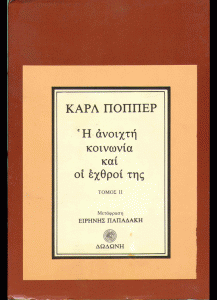 ΚΑΡΛ ΠΟΠΠΕΡ
Ἡ ἀνοιχτή
κοινωνία
καί
οἱ ἐχθροί της
ΤΟΜΟΣ ΙΙ
Μετάφραση
ΕΙΡΗΝΗΣ ΠΑΠΑΔΑΚΗ
ΔΩΔΩΝΗ